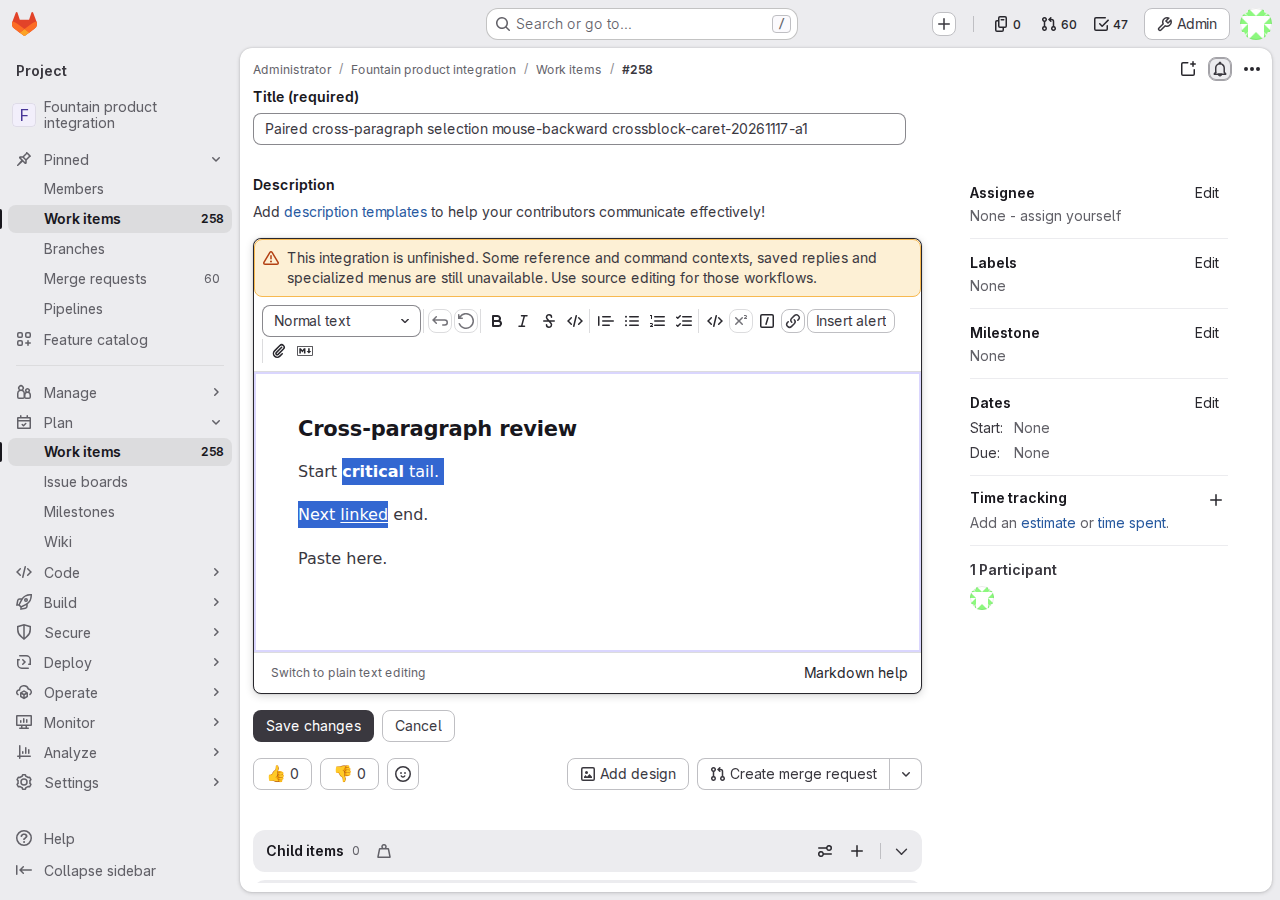 Search or go to...
/
0
60
47
Admin
Project
F
Fountain product integration
Pinned
Members
Work items 258
Branches
Merge requests 60
Pipelines
Feature catalog
Manage
Plan
Work items 258
Issue boards
Milestones
Wiki
Code
Build
Secure
Deploy
Operate
Monitor
Analyze
Settings
Help
Collapse sidebar
Administrator / Fountain product integration / Work items / #258
Title (required)
Paired cross-paragraph selection mouse-backward crossblock-caret-20261117-a1
Description
Add description templates to help your contributors communicate effectively!
This integration is unfinished. Some reference and command contexts, saved replies and
specialized menus are still unavailable. Use source editing for those workflows.
Normal text
Insert alert
Cross-paragraph review
Start critical tail.
Next linked end.
Paste here.
Switch to plain text editing
Markdown help
Save changes
Cancel
👍 0
👎 0
Add design
Create merge request
Child items 0
Assignee
Edit
None - assign yourself
Labels
Edit
None
Milestone
Edit
None
Dates
Edit
Start: None
Due: None
Time tracking
Add an estimate or time spent.
1 Participant